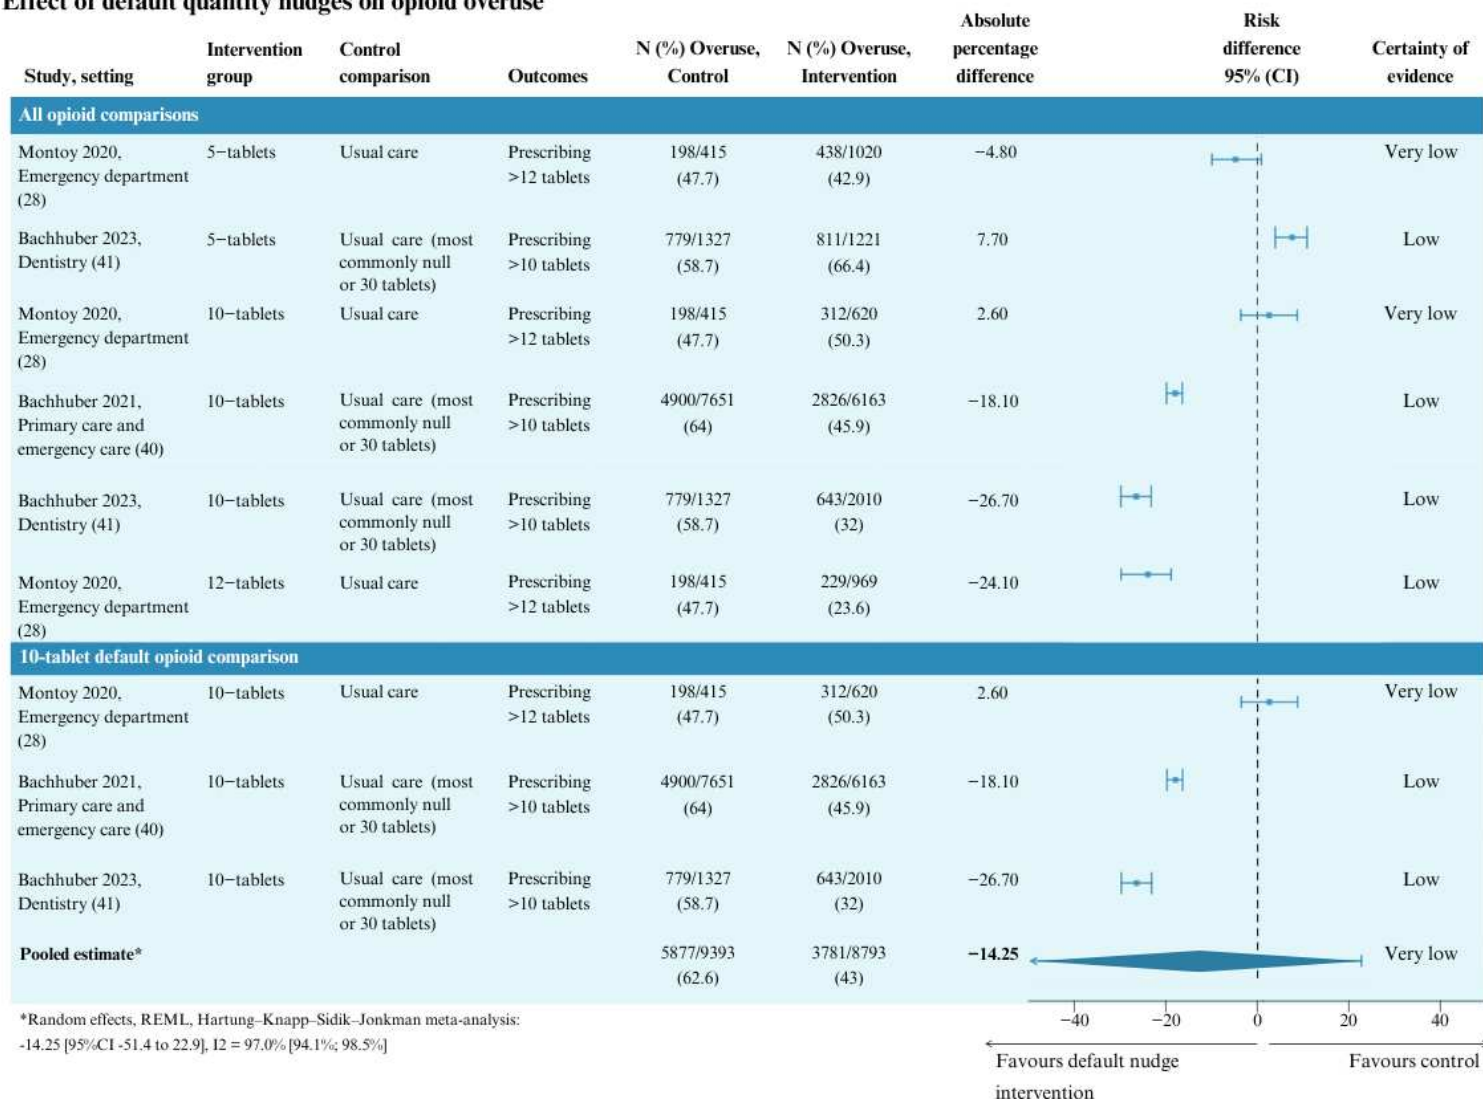 Effect of default quantity nudges on opioid overuse
Study, setting Intervention group Control comparison Outcomes N (%) Overuse, Control N (%) Overuse, Intervention Absolute percentage difference Risk difference 95% (CI) Certainty of evidence
All opioid comparisons
Montoy 2020, 5−tablets Usual care Prescribing 198/415 438/1020 −4.80 Very low
Emergency department >12 tablets (47.7) (42.9)
(28)
Bachhuber 2023, 5−tablets Usual care (most Prescribing 779/1327 811/1221 7.70 Low
Dentistry (41) commonly null >10 tablets (58.7) (66.4)
or 30 tablets)
Montoy 2020, 10−tablets Usual care Prescribing 198/415 312/620 2.60 Very low
Emergency department >12 tablets (47.7) (50.3)
(28)
Bachhuber 2021, 10−tablets Usual care (most Prescribing 4900/7651 2826/6163 −18.10 Low
Primary care and commonly null >10 tablets (64) (45.9)
emergency care (40) or 30 tablets)
Bachhuber 2023, 10−tablets Usual care (most Prescribing 779/1327 643/2010 −26.70 Low
Dentistry (41) commonly null >10 tablets (58.7) (32)
or 30 tablets)
Montoy 2020, 12−tablets Usual care Prescribing 198/415 229/969 −24.10 Low
Emergency department >12 tablets (47.7) (23.6)
(28)
10-tablet default opioid comparison
Montoy 2020, 10−tablets Usual care Prescribing 198/415 312/620 2.60 Very low
Emergency department >12 tablets (47.7) (50.3)
(28)
Bachhuber 2021, 10−tablets Usual care (most Prescribing 4900/7651 2826/6163 −18.10 Low
Primary care and commonly null >10 tablets (64) (45.9)
emergency care (40) or 30 tablets)
Bachhuber 2023, 10−tablets Usual care (most Prescribing 779/1327 643/2010 −26.70 Low
Dentistry (41) commonly null >10 tablets (58.7) (32)
or 30 tablets)
Pooled estimate* 5877/9393 3781/8793 −14.25 Very low
(62.6) (43)
*Random effects, REML, Hartung–Knapp–Sidik–Jonkman meta-analysis:
-14.25 [95%CI -51.4 to 22.9], I2 = 97.0% [94.1%; 98.5%]
−40 −20 0 20 40
Favours default nudge Favours control
intervention